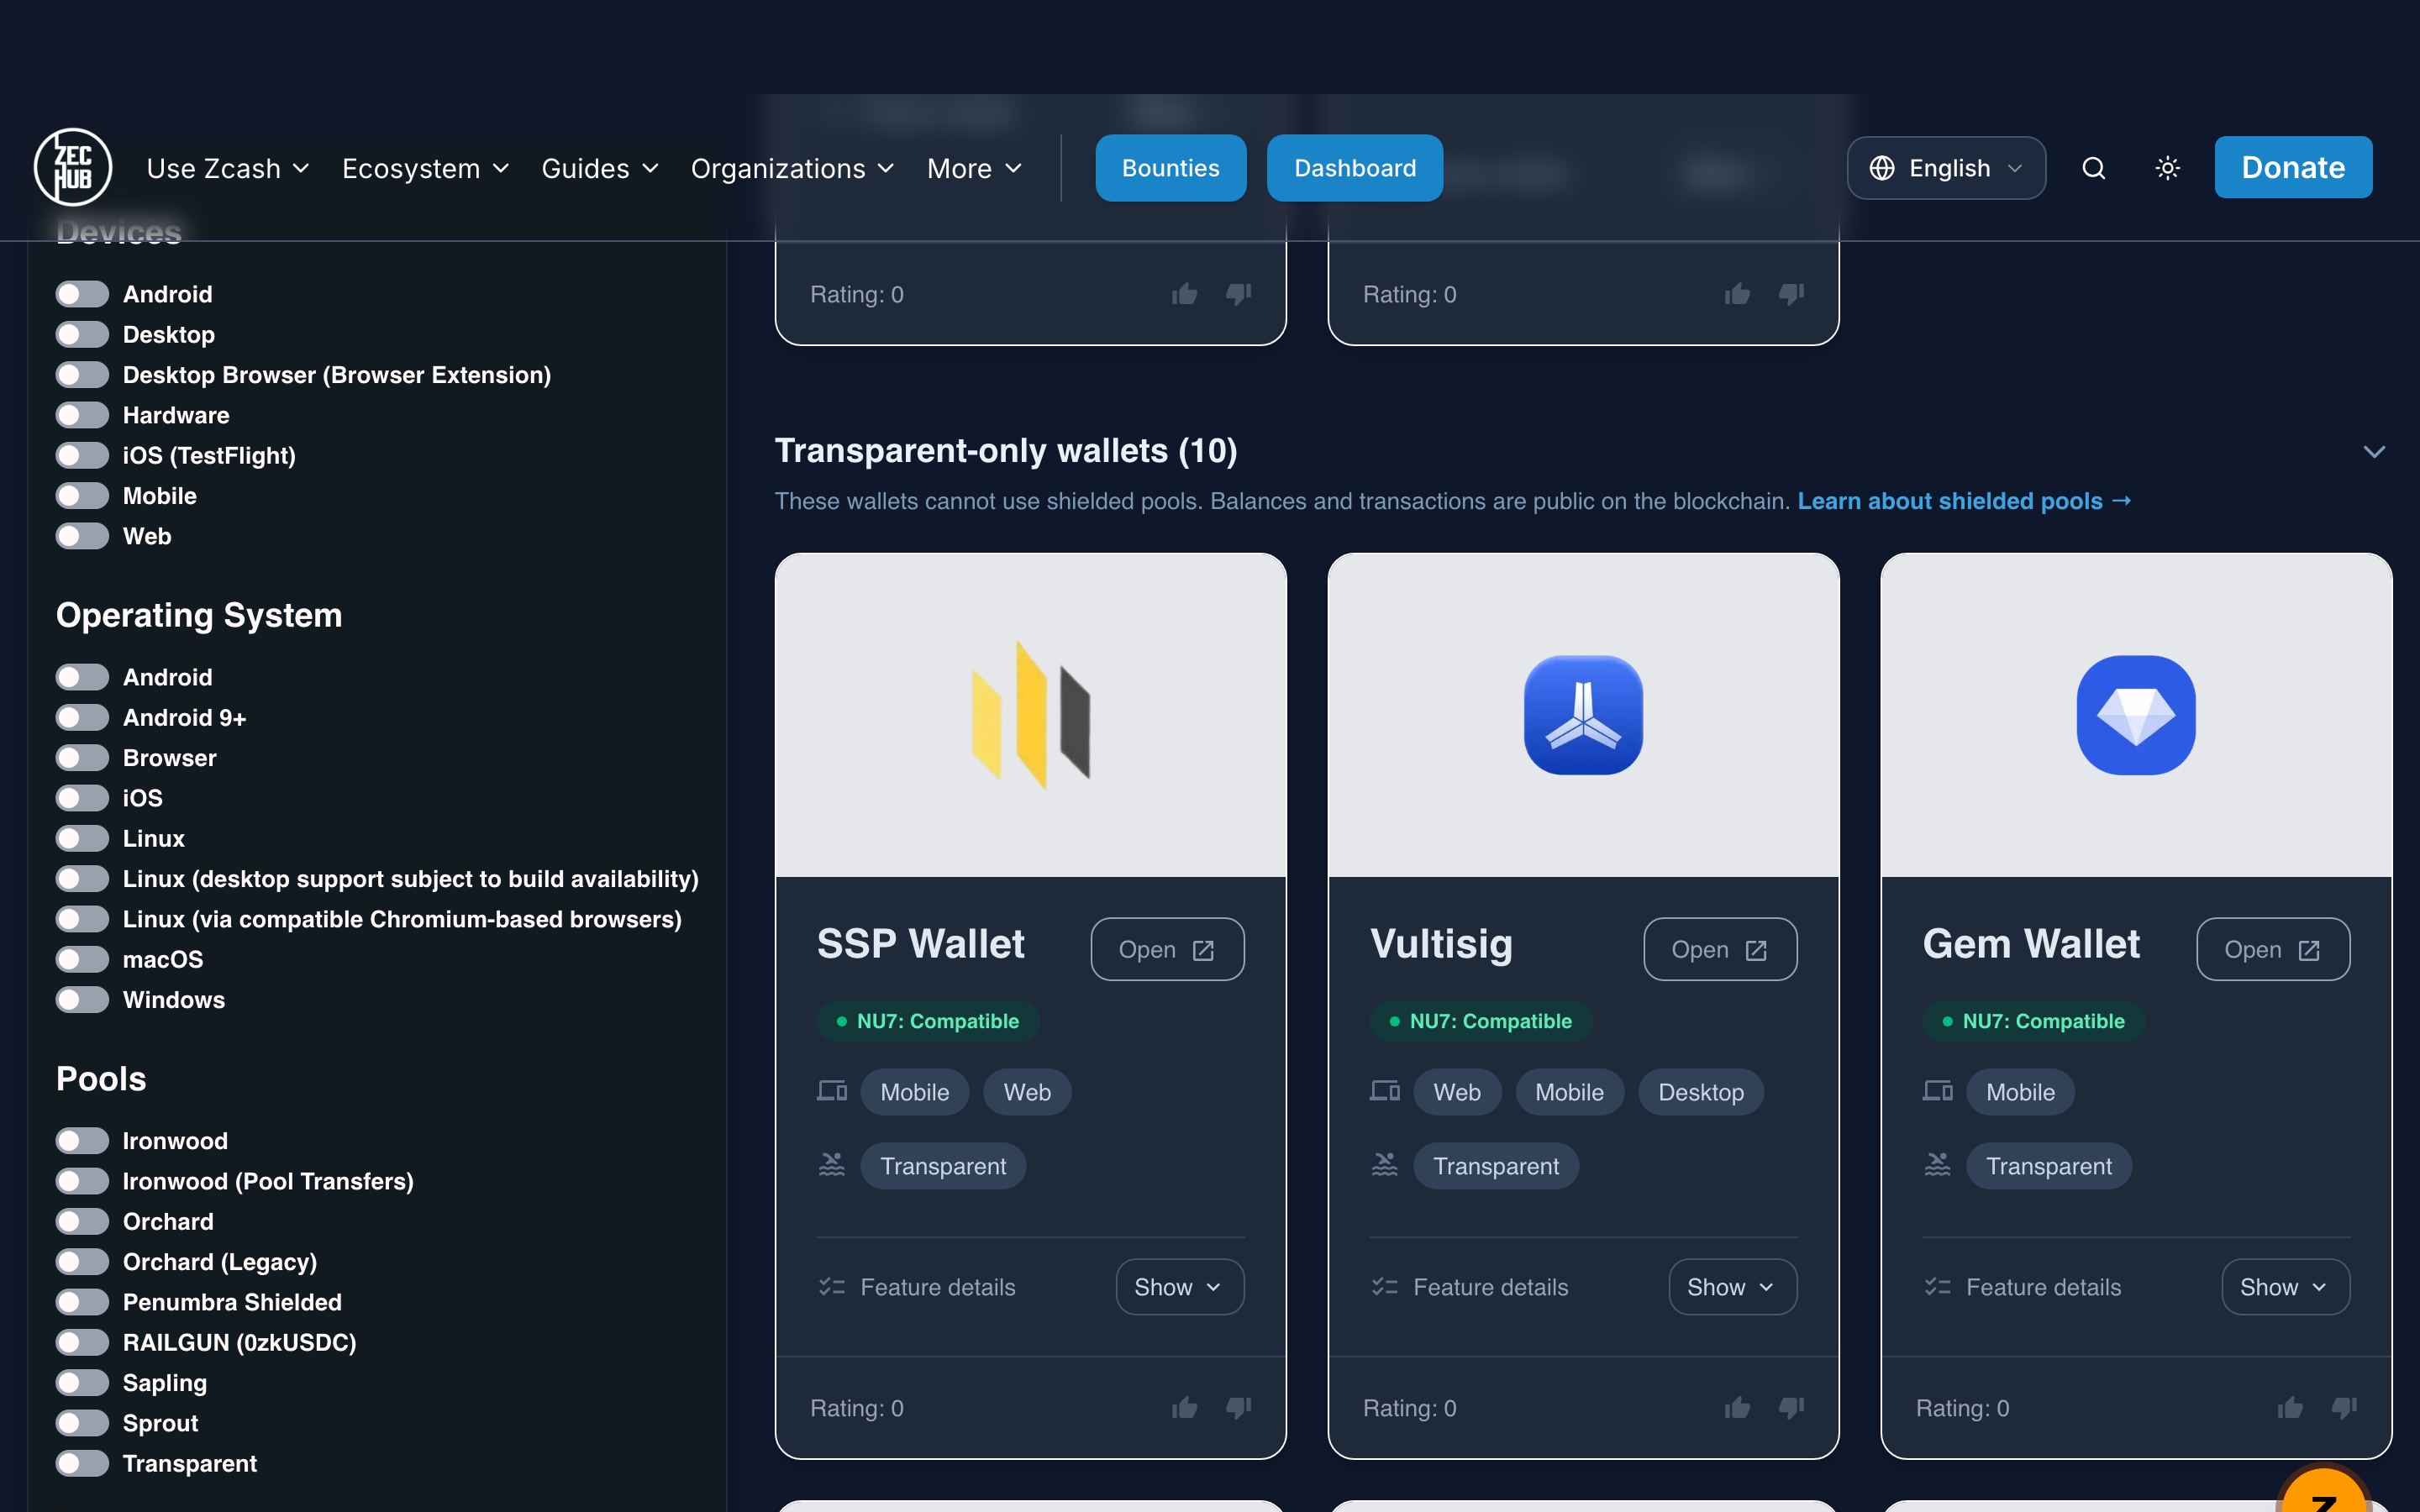 ZEC
HUB
Use Zcash
Ecosystem
Guides
Organizations
More
Bounties
Dashboard
English
Donate
Devices
Android
Desktop
Desktop Browser (Browser Extension)
Hardware
iOS (TestFlight)
Mobile
Web
Operating System
Android
Android 9+
Browser
iOS
Linux
Linux (desktop support subject to build availability)
Linux (via compatible Chromium-based browsers)
macOS
Windows
Pools
Ironwood
Ironwood (Pool Transfers)
Orchard
Orchard (Legacy)
Penumbra Shielded
RAILGUN (0zkUSDC)
Sapling
Sprout
Transparent
Rating: 0
Rating: 0
Transparent-only wallets (10)
These wallets cannot use shielded pools. Balances and transactions are public on the blockchain. Learn about shielded pools →
SSP Wallet
Open
NU7: Compatible
Mobile
Web
Transparent
Feature details
Show
Rating: 0
Vultisig
Open
NU7: Compatible
Web
Mobile
Desktop
Transparent
Feature details
Show
Rating: 0
Gem Wallet
Open
NU7: Compatible
Mobile
Transparent
Feature details
Show
Rating: 0